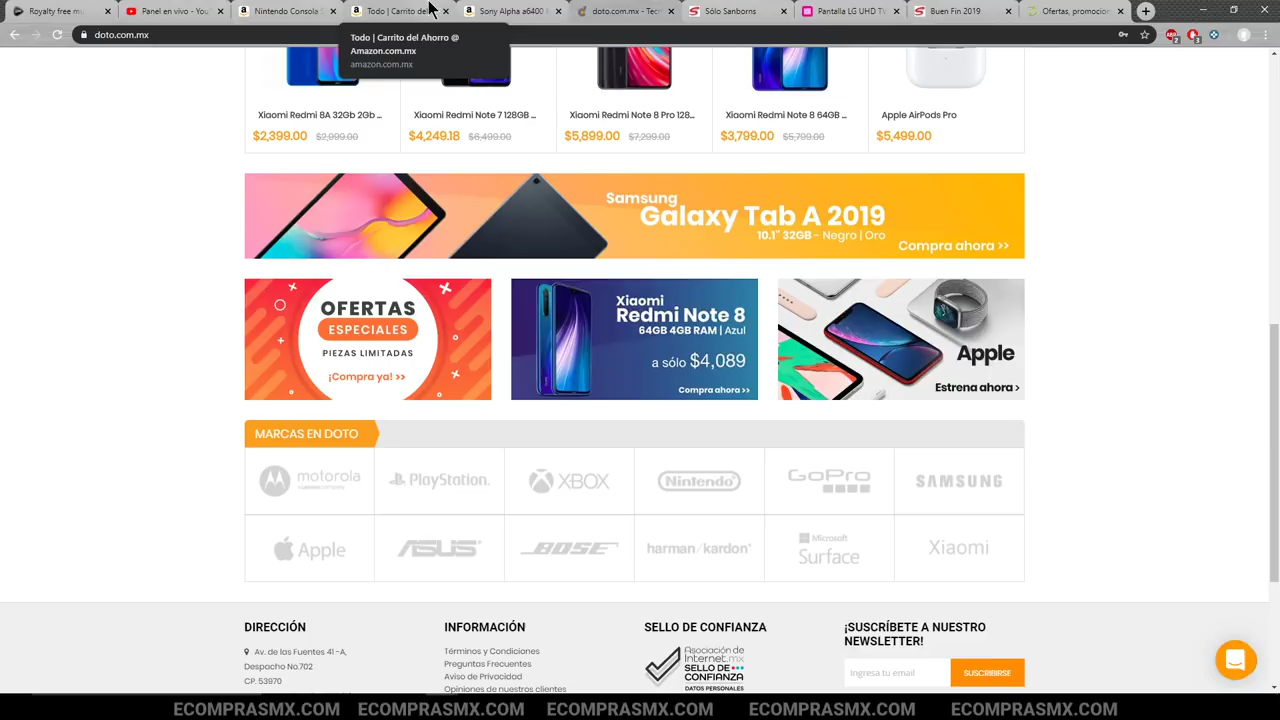 Royalty free m
Panel en vivo - You
Nintendo Consola
Todo | Carrito del
Sony Alpha a6400
doto.com.mx - Tecn
Sólo Sanborns
Pantalla LG UHD TV
Buen Fin 2019
Ofertas, promocion
doto.com.mx
Todo | Carrito del Ahorro @
Amazon.com.mx
amazon.com.mx
Xiaomi Redmi 8A 32Gb 2Gb ...
Xiaomi Redmi Note 7 128GB ...
Xiaomi Redmi Note 8 Pro 128...
Xiaomi Redmi Note 8 64GB ...
Apple AirPods Pro
$2,399.00 $2,999.00
$4,249.18 $6,499.00
$5,899.00 $7,299.00
$3,799.00 $5,799.00
$5,499.00
Samsung
Galaxy Tab A 2019
10.1" 32GB - Negro | Oro
Compra ahora >>
OFERTAS
ESPECIALES
PIEZAS LIMITADAS
¡Compra ya! >>
Xiaomi
Redmi Note 8
64GB 4GB RAM | Azul
a sólo $4,089
Compra ahora >>
Apple
Estrena ahora >
MARCAS EN DOTO
motorola
PlayStation.
XBOX
Nintendo
GoPro
SAMSUNG
Apple
ASUS
BOSE
harman/kardon
Microsoft
Surface
Xiaomi
DIRECCIÓN
Av. de las Fuentes 41 -A,
Despacho No.702
CP. 53970
INFORMACIÓN
Términos y Condiciones
Preguntas Frecuentes
Aviso de Privacidad
Opiniones de nuestros clientes
SELLO DE CONFIANZA
Asociación de
Internet.mx
SELLO DE
CONFIANZA
DATOS PERSONALES
¡SUSCRÍBETE A NUESTRO
NEWSLETTER!
Ingresa tu email
SUSCRIBIRSE
ECOMPRASMX.COM ECOMPRASMX.COM ECOMPRASMX.COM ECOMPRASMX.COM ECOMPRASMX.COM